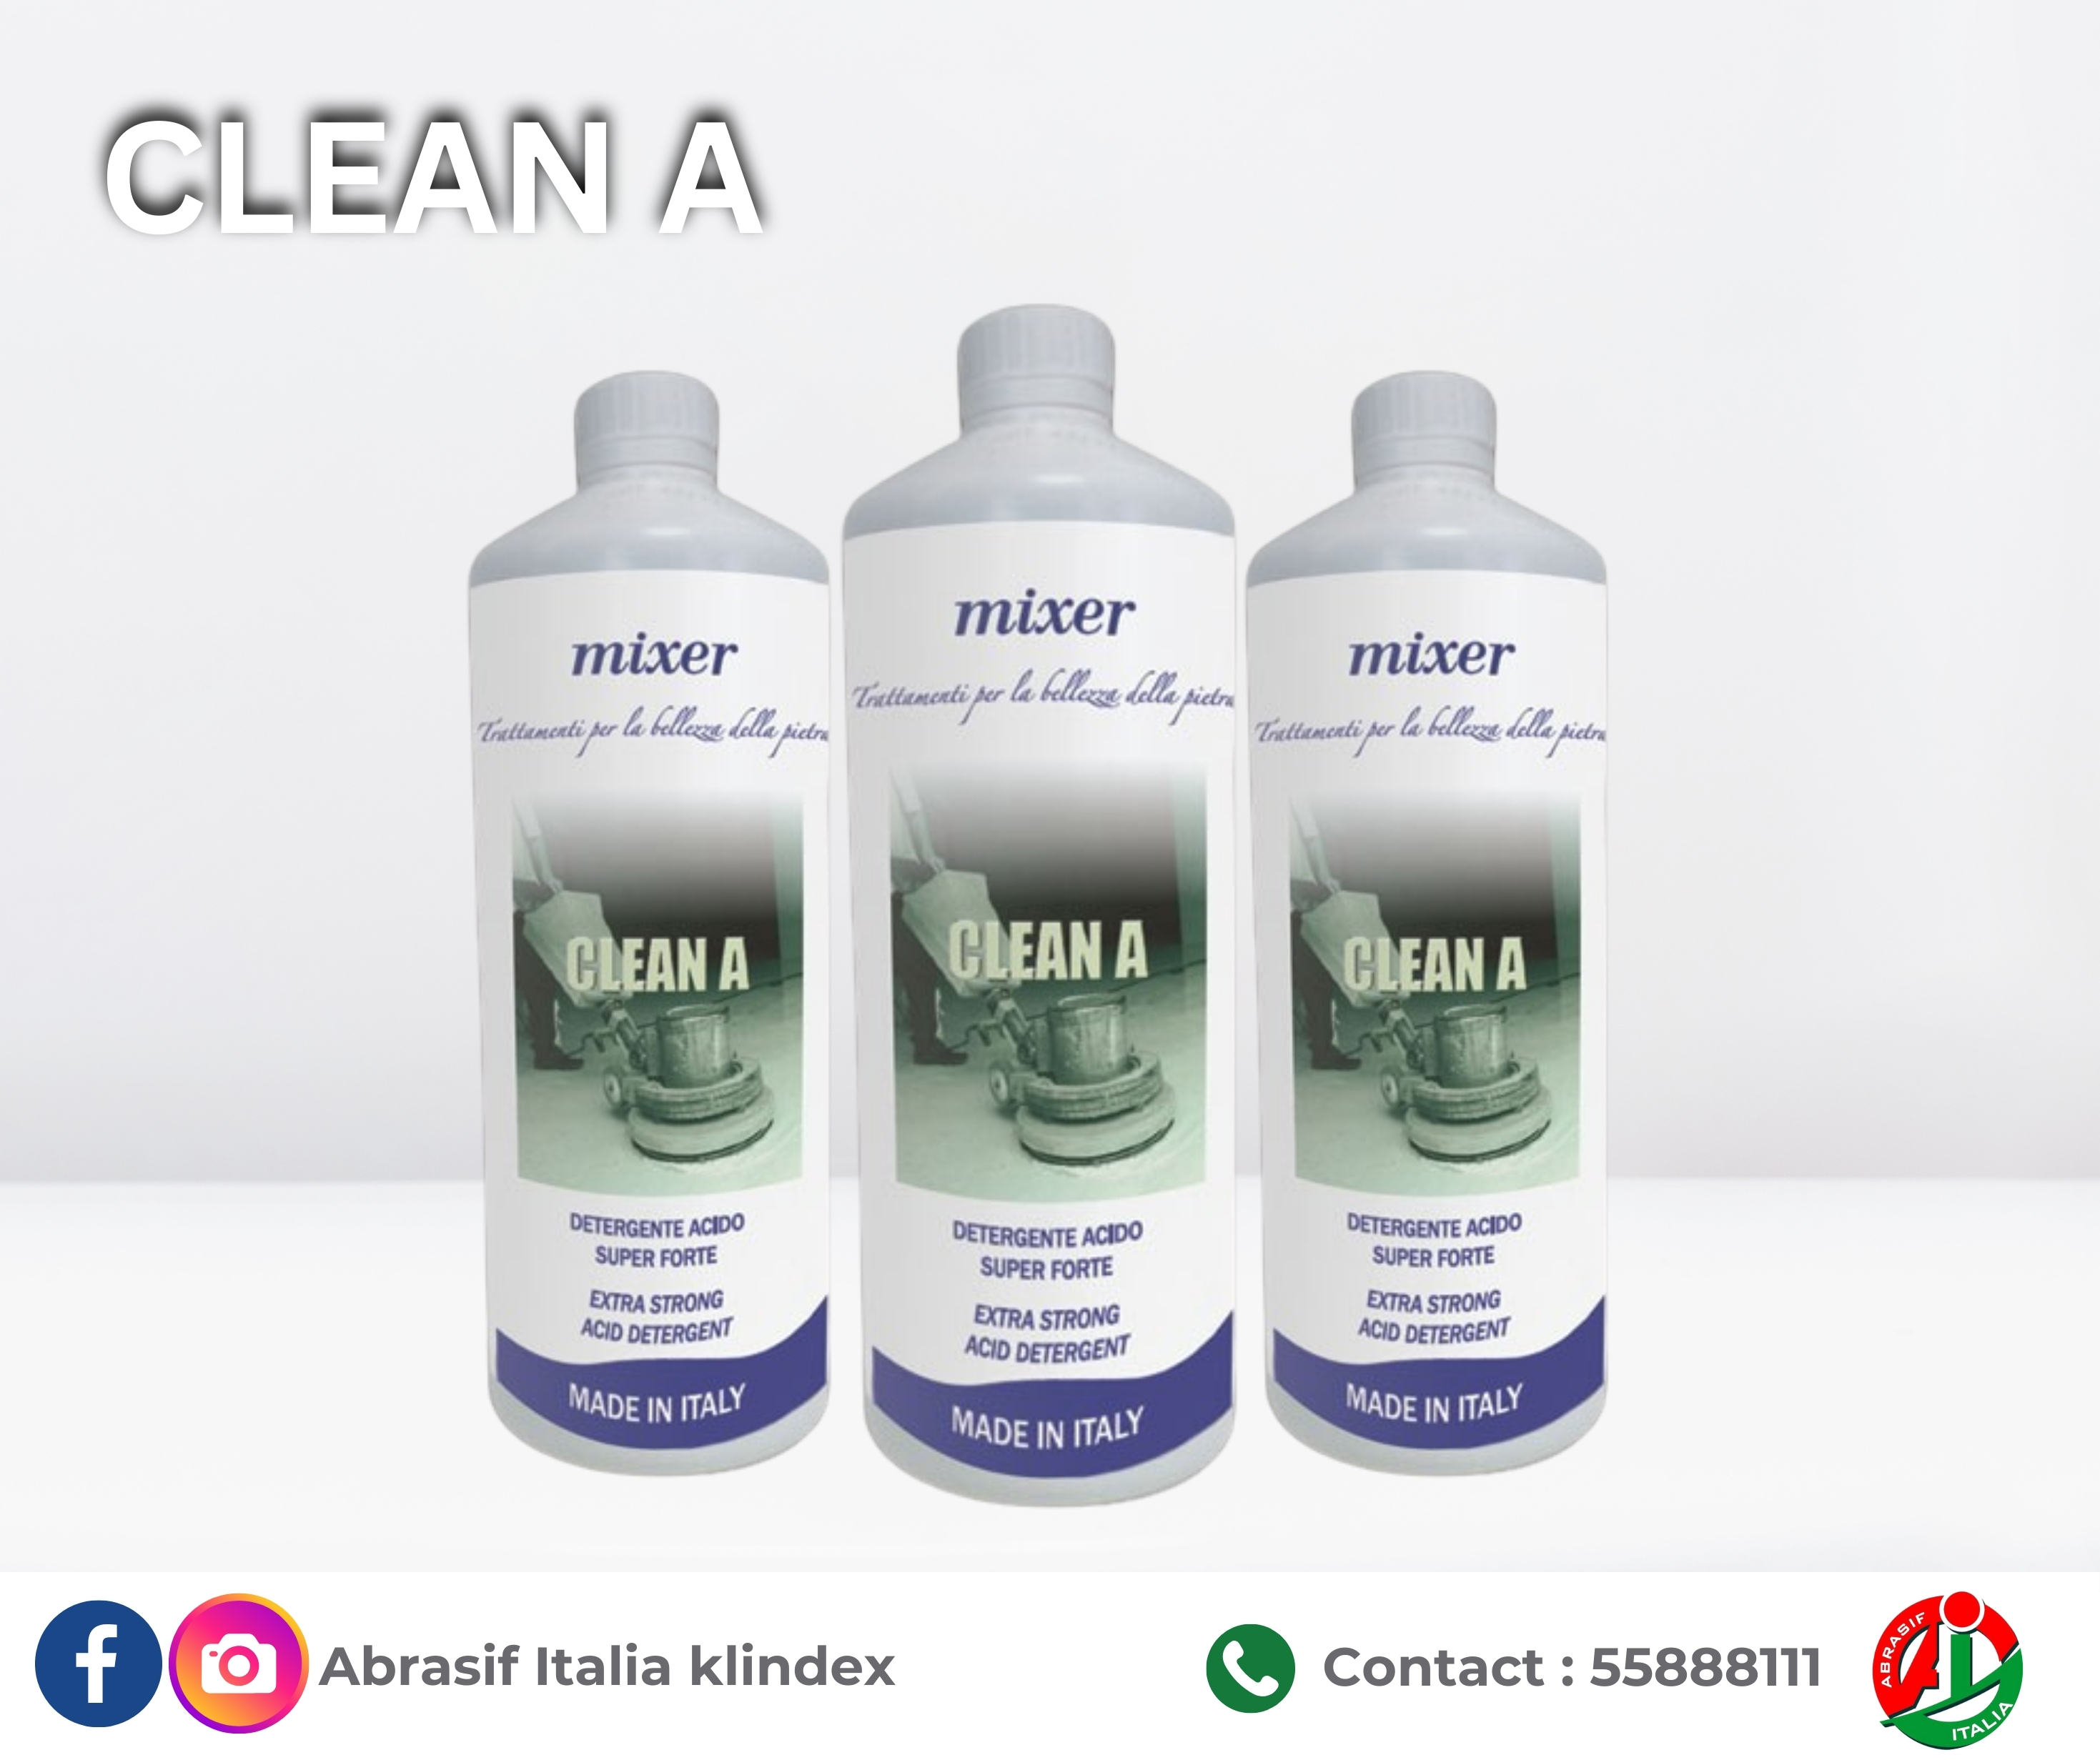 CLEAN A
mixer
Trattamenti per la bellezza della pietra
CLEAN A
DETERGENTE ACIDO
SUPER FORTE
EXTRA STRONG
ACID DETERGENT
MADE IN ITALY
mixer
Trattamenti per la bellezza della pietra
CLEAN A
DETERGENTE ACIDO
SUPER FORTE
EXTRA STRONG
ACID DETERGENT
MADE IN ITALY
mixer
Trattamenti per la bellezza della pietra
CLEAN A
DETERGENTE ACIDO
SUPER FORTE
EXTRA STRONG
ACID DETERGENT
MADE IN ITALY
Abrasif Italia klindex
Contact : 55888111
ABRASIF
AI
ITALIA